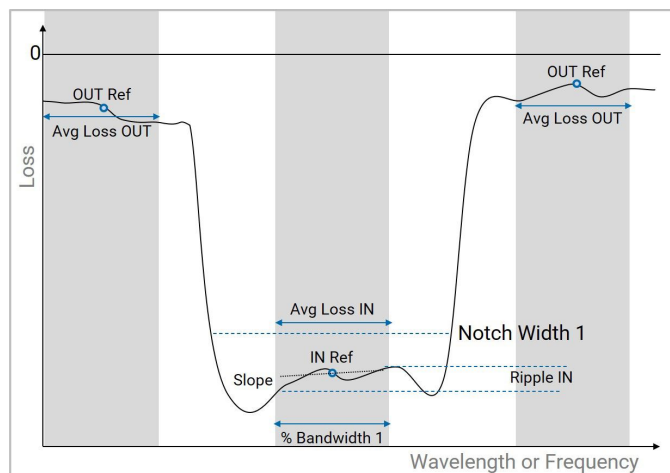 0
OUT Ref
OUT Ref
Avg Loss OUT
Avg Loss OUT
Loss
Avg Loss IN
Notch Width 1
IN Ref
Slope
Ripple IN
% Bandwidth 1
Wavelength or Frequency